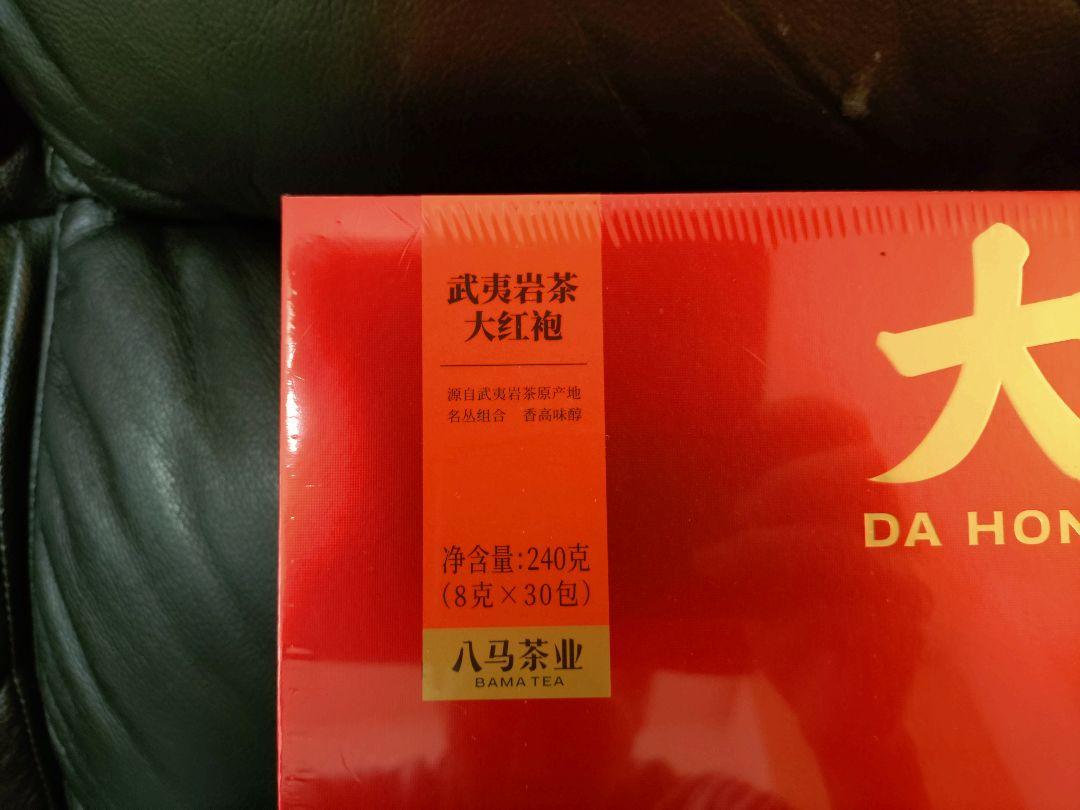 武夷岩茶
大红袍
源自武夷岩茶原产地
名丛组合 香高味醇
净含量:240克
(8克×30包)
八马茶业
BAMA TEA
大
DA HON